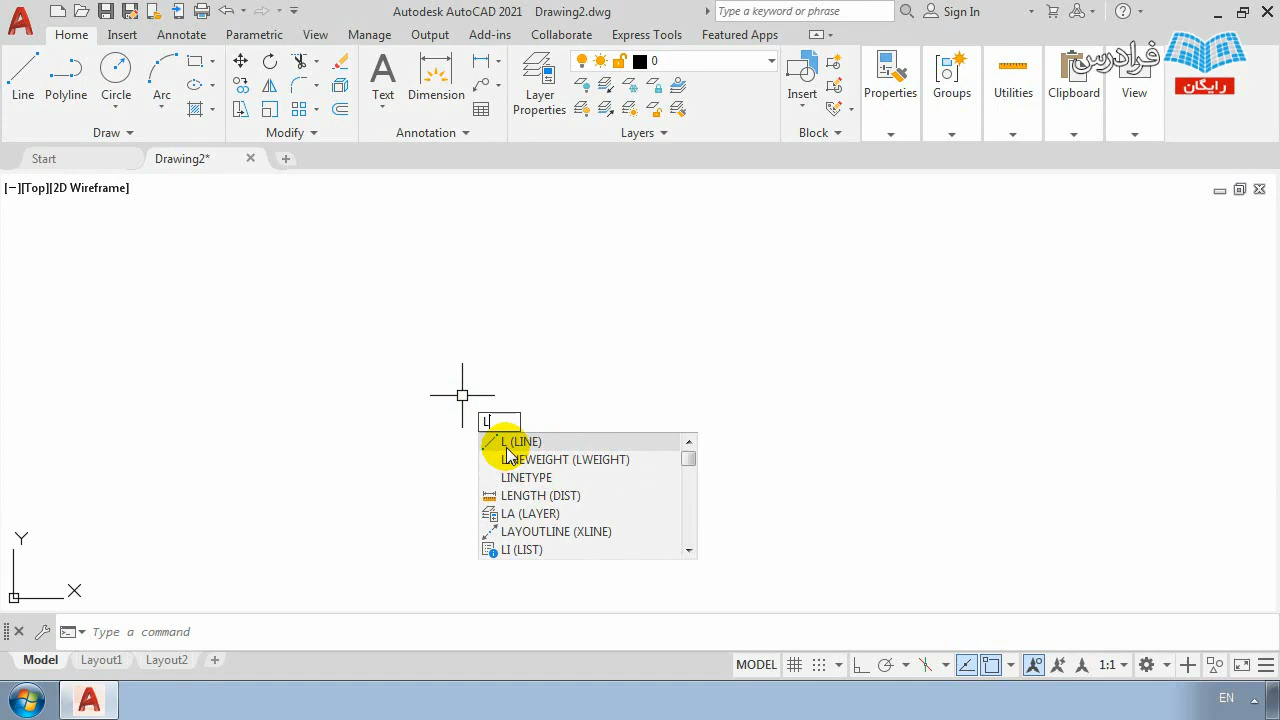 Autodesk AutoCAD 2021 Drawing2.dwg
Type a keyword or phrase
Sign In
Home Insert Annotate Parametric View Manage Output Add-ins Collaborate Express Tools Featured Apps
فرادرس
رایگان
0
Line Polyline Circle Arc Text Dimension Layer Properties Insert Properties Groups Utilities Clipboard View
Draw Modify Annotation Layers Block
Start Drawing2*
[−][Top][2D Wireframe]
L
L (LINE)
LINEWEIGHT (LWEIGHT)
LINETYPE
LENGTH (DIST)
LA (LAYER)
LAYOUTLINE (XLINE)
LI (LIST)
Y
X
Type a command
Model Layout1 Layout2
MODEL
1:1
EN